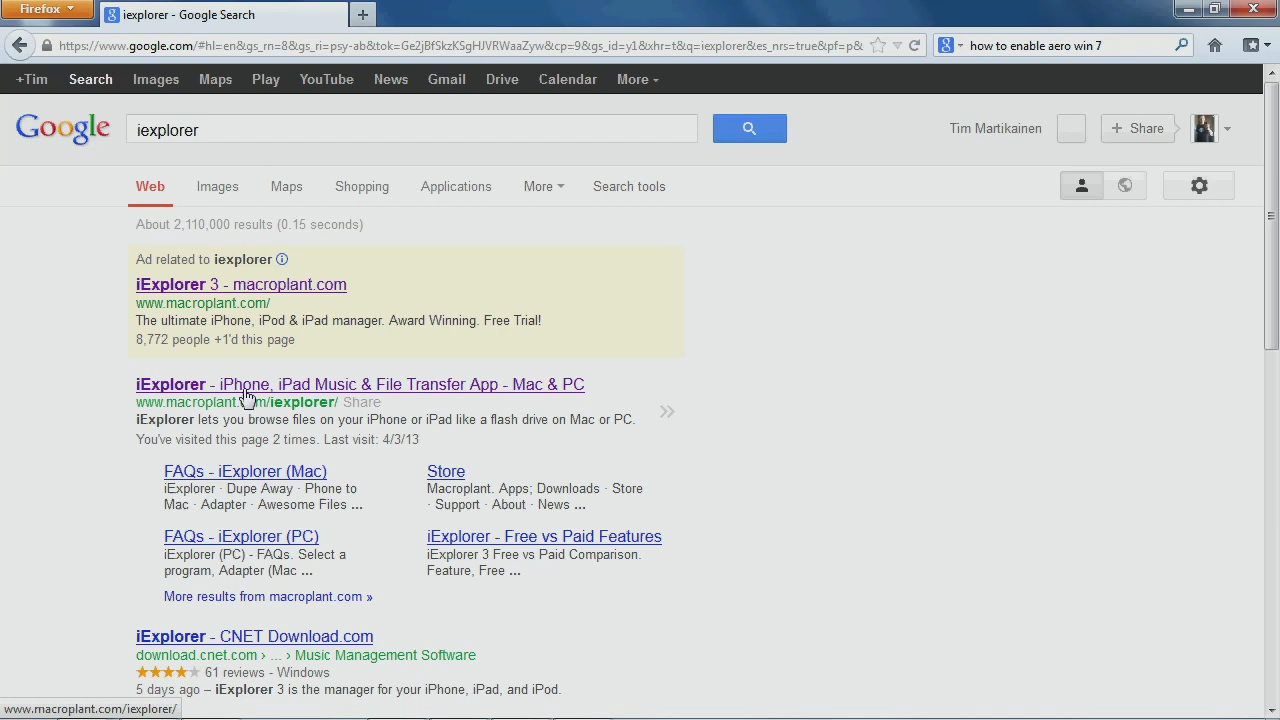 Firefox
iexplorer - Google Search
https://www.google.com/#hl=en&gs_rn=8&gs_ri=psy-ab&tok=Ge2jBfSkzKSgHJVRWaaZyw&cp=9&gs_id=y1&xhr=t&q=iexplorer&es_nrs=true&pf=p&
how to enable aero win 7
+Tim Search Images Maps Play YouTube News Gmail Drive Calendar More
Google
iexplorer
Tim Martikainen
+ Share
Web Images Maps Shopping Applications More Search tools
About 2,110,000 results (0.15 seconds)
Ad related to iexplorer
iExplorer 3 - macroplant.com
www.macroplant.com/
The ultimate iPhone, iPod & iPad manager. Award Winning. Free Trial!
8,772 people +1'd this page
iExplorer - iPhone, iPad Music & File Transfer App - Mac & PC
www.macroplant.com/iexplorer/ Share
iExplorer lets you browse files on your iPhone or iPad like a flash drive on Mac or PC.
You've visited this page 2 times. Last visit: 4/3/13
FAQs - iExplorer (Mac)
iExplorer · Dupe Away · Phone to
Mac · Adapter · Awesome Files ...
Store
Macroplant. Apps; Downloads · Store
· Support · About · News ...
FAQs - iExplorer (PC)
iExplorer (PC) - FAQs. Select a
program, Adapter (Mac ...
iExplorer - Free vs Paid Features
iExplorer 3 Free vs Paid Comparison.
Feature, Free ...
More results from macroplant.com »
iExplorer - CNET Download.com
download.cnet.com › ... › Music Management Software
61 reviews - Windows
5 days ago – iExplorer 3 is the manager for your iPhone, iPad, and iPod.
www.macroplant.com/iexplorer/